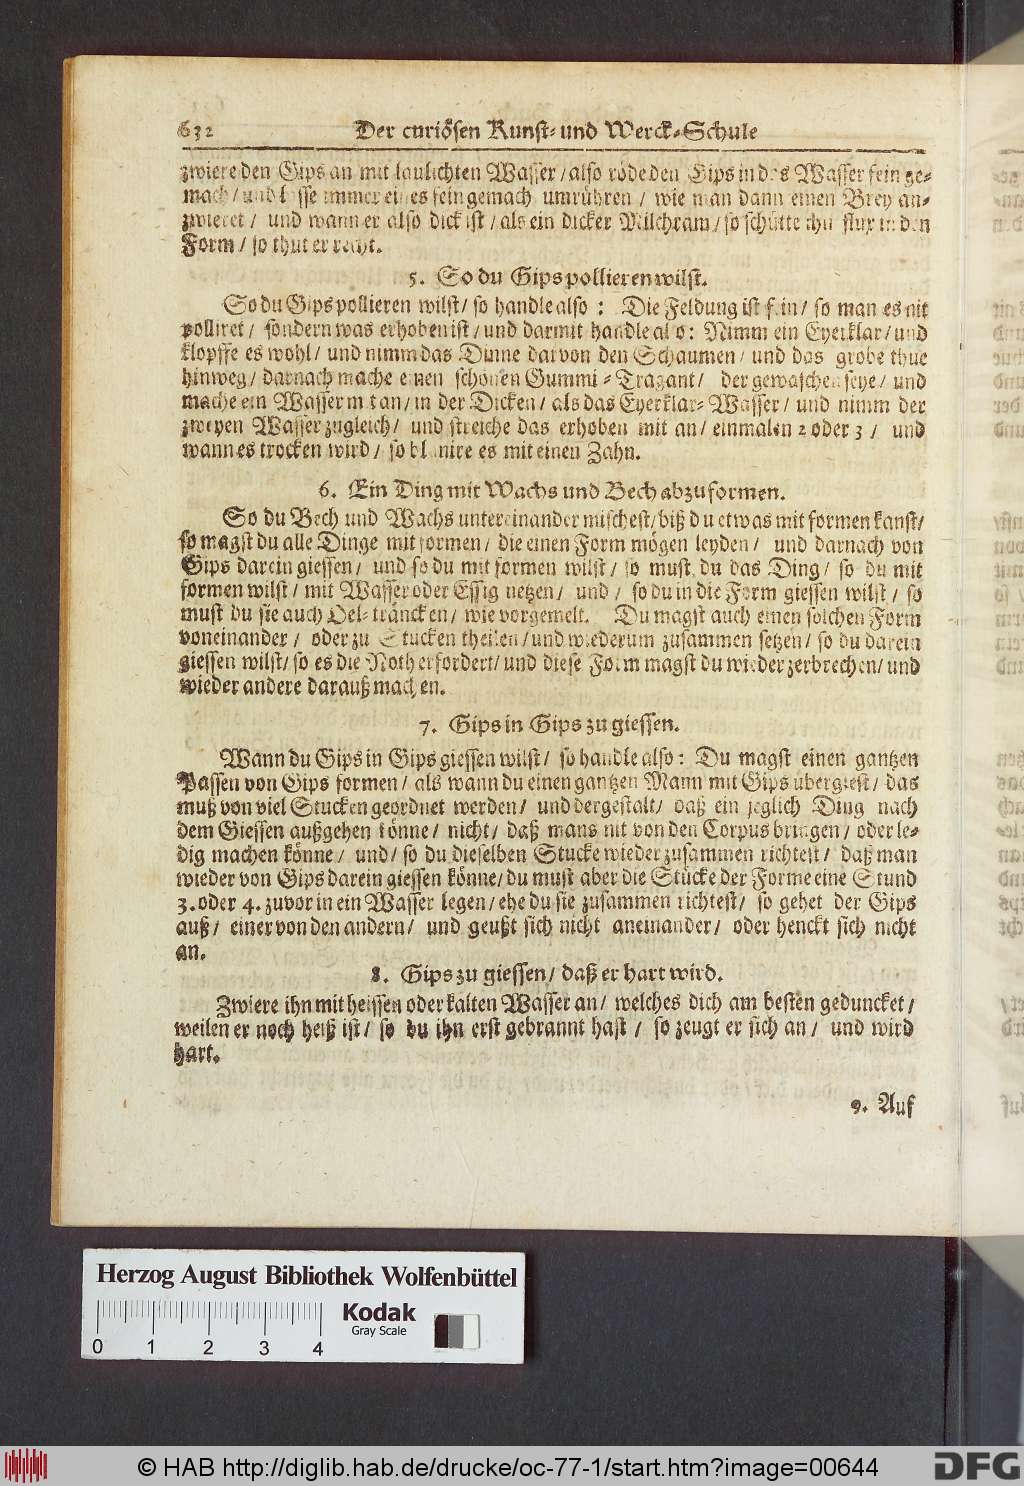 632 Der curiösen Kunst- und Werck-Schule
zwiere den Gips an mit laulichten Wasser / also röde den Gips in das Wasser fein ge-
mach / und lasse immer eines fein gemach umrühren / wie man dann einen Brey an-
zwieret / und wann er also dick ist / als ein dicker Milchram / so schütte ihn flux in den
Form / so thut er recht.
5. So du Gips pollieren wilst.
So du Gips pollieren wilst / so handle also : Die Feldung ist fein / so man es nit
polliret / sondern was erhoben ist / und darmit handle also : Nimm ein Eyerklar / und
klopffe es wohl / und nimm das Dünne darvon den Schaumen / und das grobe thue
hinweg / darnach mache einen schönen Gummi-Tragant / der gewaschen seye / und
mache ein Wasser mit an / in der Dicken / als das Eyerklar-Wasser / und nimm der
zweyen Wasser zugleich / und streiche das erhoben mit an / einmal in 2 oder 3 / und
wann es trocken wird / so blanire es mit einen Zahn.
6. Ein Ding mit Wachs und Bech abzuformen.
So du Bech und Wachs untereinander mischest / biß du etwas mit formen kanst /
so magst du alle Dinge mit formen / die einen Form mögen leyden / und darnach von
Gips darein giessen / und so du mit formen wilst / so must du das Ding / so du mit
formen wilst / mit Wasser oder Essig netzen / und / so du in die Form giessen wilst / so
must du sie auch Oel-träncken / wie vorgemelt. Du magst auch einen solchen Form
voneinander / oder zu Stucken theilen / und wiederum zusammen setzen / so du darein
giessen wilst / so es die Noth erfordert / und diese Form magst du wieder zerbrechen / und
wieder andere darauß machen.
7. Gips in Gips zu giessen.
Wann du Gips in Gips giessen wilst / so handle also : Du magst einen gantzen
Passen von Gips formen / als wann du einen gantzen Mann mit Gips übergiest / das
muß von viel Stucken geordnet werden / und dergestalt / daß ein jeglich Ding nach
dem Giessen außgehen könne / nicht / daß mans nit von den Corpus bringen / oder le-
dig machen könne / und / so du dieselben Stucke wieder zusammen richtest / daß man
wieder von Gips darein giessen könne / du must aber die Stücke der Forme eine Stund
3. oder 4. zuvor in ein Wasser legen / ehe du sie zusammen richtest / so gehet der Gips
auß / einer von den andern / und geußt sich nicht aneinander / oder henckt sich nicht
an.
8. Gips zu giessen / daß er hart wird.
Zwiere ihn mit heissen oder kalten Wasser an / welches dich am besten geduncket /
weilen er noch heiß ist / so du ihn erst gebrannt hast / so zeugt er sich an / und wird
hart.
9. Auf
Herzog August Bibliothek Wolfenbüttel
Kodak
Gray Scale
0 1 2 3 4
© HAB http://diglib.hab.de/drucke/oc-77-1/start.htm?image=00644
DFG